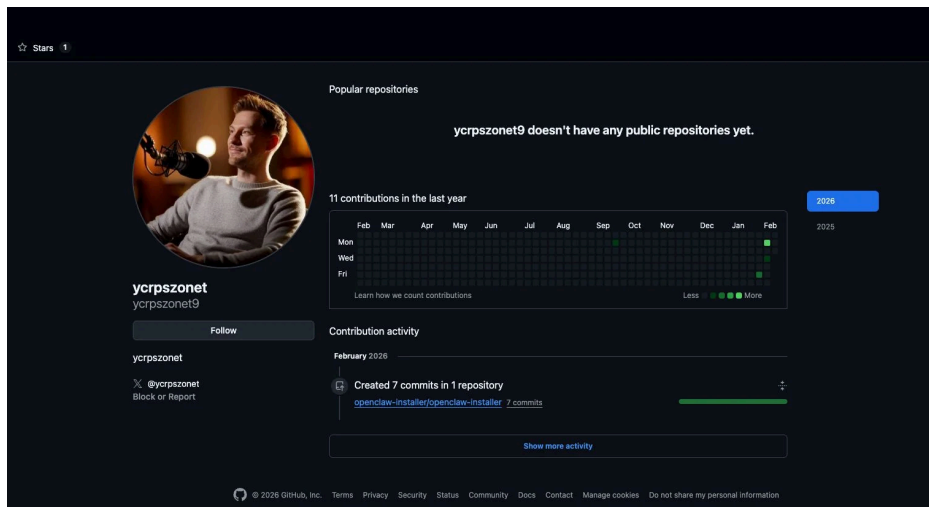 Stars 1
Popular repositories
ycrpszonet9 doesn't have any public repositories yet.
11 contributions in the last year
2026
2025
Feb Mar Apr May Jun Jul Aug Sep Oct Nov Dec Jan Feb
Mon
Wed
Fri
Learn how we count contributions Less More
ycrpszonet
ycrpszonet9
Follow
ycrpszonet
@ycrpszonet
Block or Report
Contribution activity
February 2026
Created 7 commits in 1 repository
openclaw-installer/openclaw-installer 7 commits
Show more activity
© 2026 GitHub, Inc. Terms Privacy Security Status Community Docs Contact Manage cookies Do not share my personal information